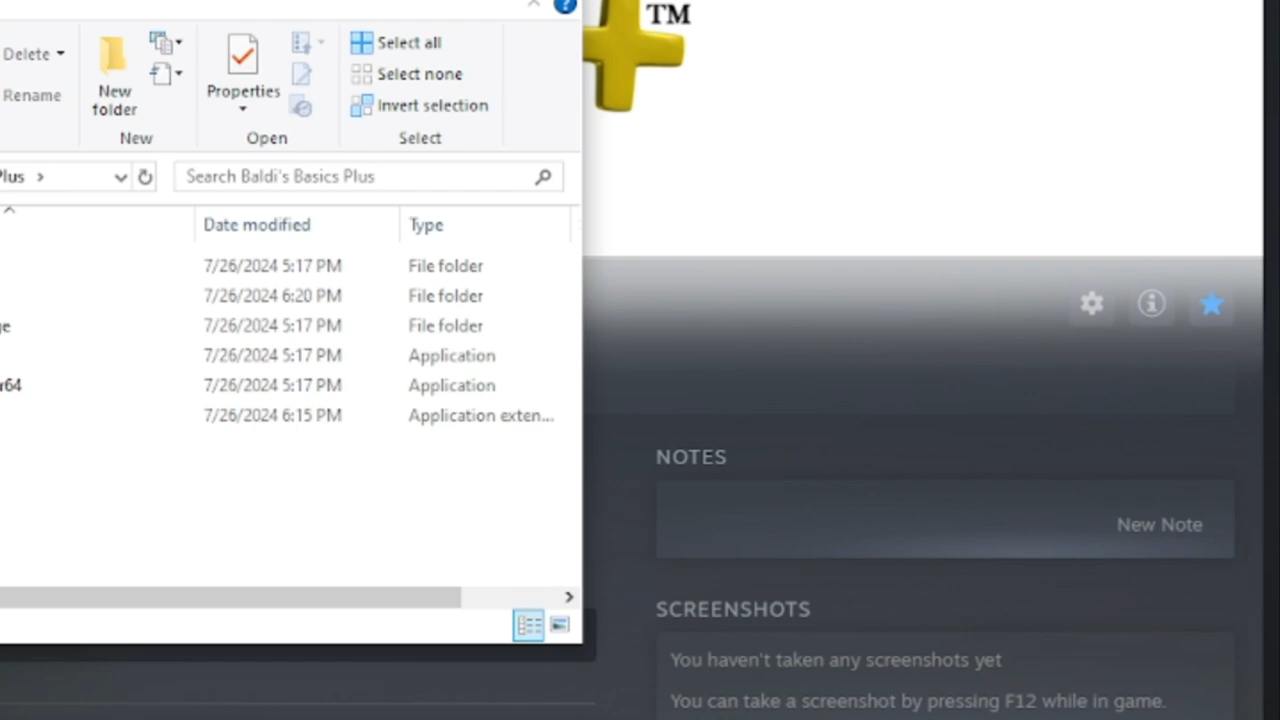 Delete
Rename
New
folder
New
Properties
Open
Select all
Select none
Invert selection
Select
TM
Plus
Search Baldi's Basics Plus
Date modified Type
7/26/2024 5:17 PM File folder
7/26/2024 6:20 PM File folder
ge 7/26/2024 5:17 PM File folder
7/26/2024 5:17 PM Application
r64 7/26/2024 5:17 PM Application
7/26/2024 6:15 PM Application exten...
NOTES
New Note
SCREENSHOTS
You haven't taken any screenshots yet
You can take a screenshot by pressing F12 while in game.